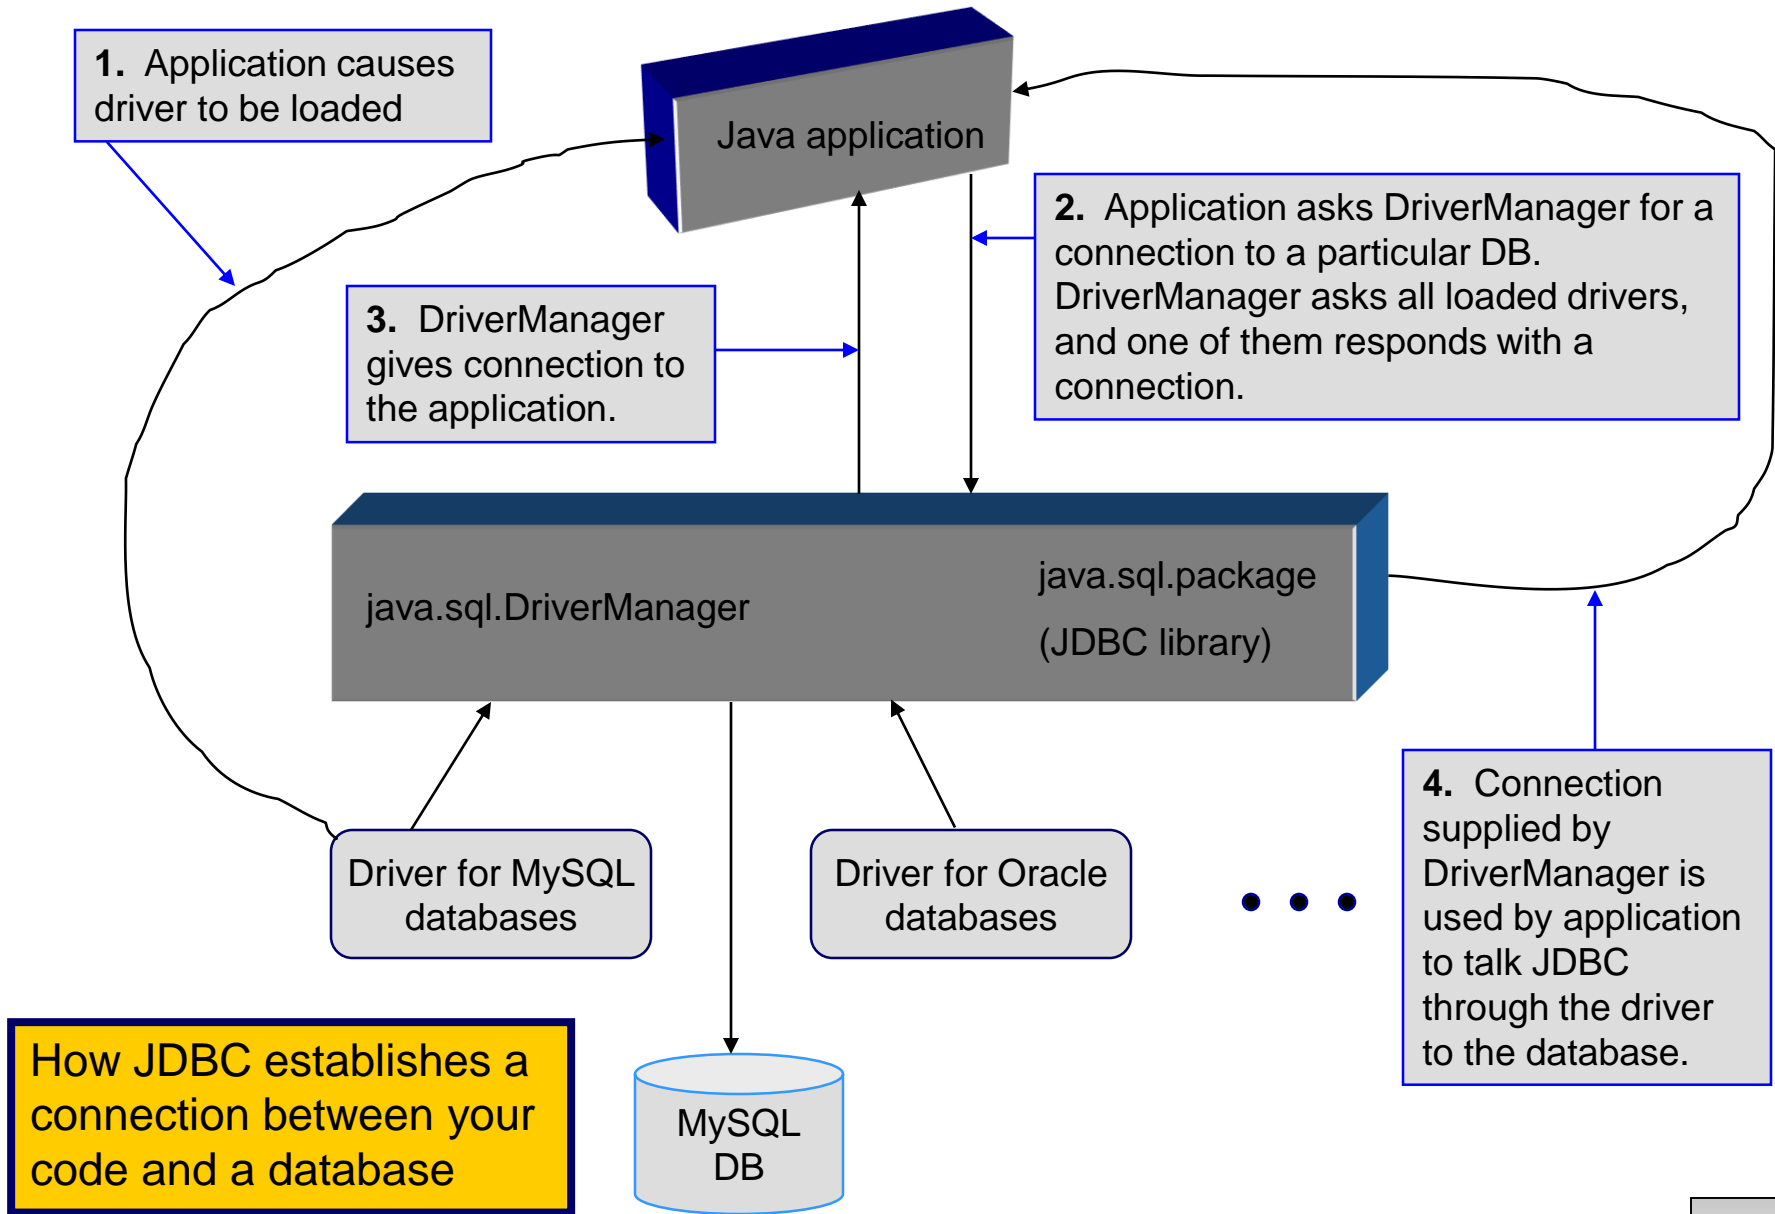 1. Application causes
driver to be loaded
Java application
2. Application asks DriverManager for a
connection to a particular DB.
DriverManager asks all loaded drivers,
and one of them responds with a
connection.
3. DriverManager
gives connection to
the application.
java.sql.DriverManager
java.sql.package
(JDBC library)
Driver for MySQL
databases
Driver for Oracle
databases
4. Connection
supplied by
DriverManager is
used by application
to talk JDBC
through the driver
to the database.
How JDBC establishes a
connection between your
code and a database
MySQL
DB